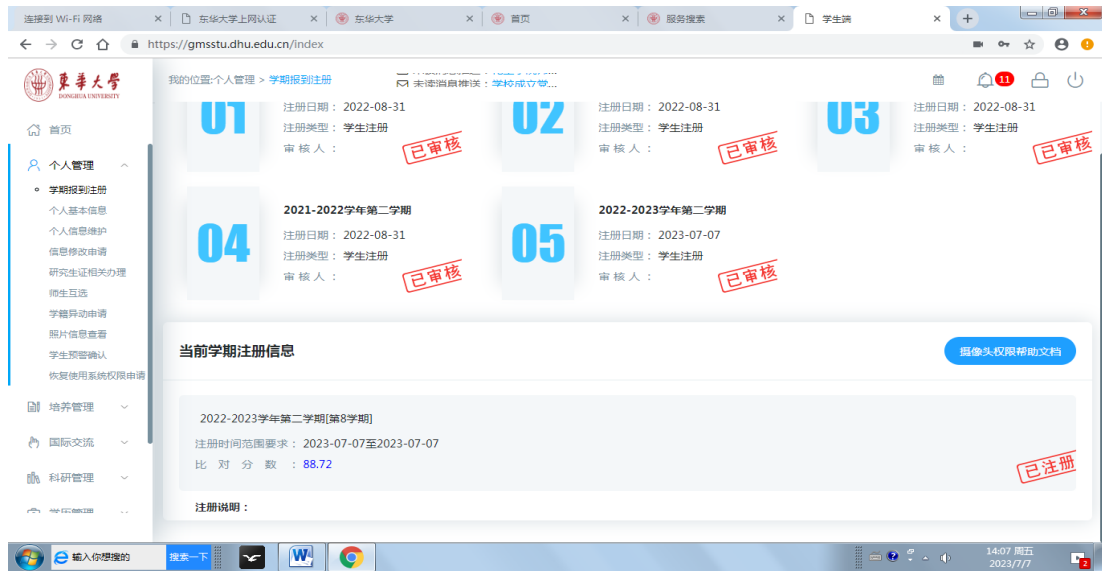 连接到 Wi-Fi 网络 东华大学上网认证 东华大学 首页 服务搜索 学生端
https://gmsstu.dhu.edu.cn/index
東華大學
DONGHUA UNIVERSITY
我的位置:个人管理 > 学期报到注册
未读消息推送：学校成立党...
11
首页
个人管理
学期报到注册
个人基本信息
个人信息维护
信息修改申请
研究生证相关办理
师生互选
学籍异动申请
照片信息查看
学生预警确认
恢复使用系统权限申请
培养管理
国际交流
科研管理
学历管理
01
注册日期： 2022-08-31
注册类型： 学生注册
审 核 人 ：
已审核
02
注册日期： 2022-08-31
注册类型： 学生注册
审 核 人 ：
已审核
03
注册日期： 2022-08-31
注册类型： 学生注册
审 核 人 ：
已审核
04
2021-2022学年第二学期
注册日期： 2022-08-31
注册类型： 学生注册
审 核 人 ：
已审核
05
2022-2023学年第二学期
注册日期： 2023-07-07
注册类型： 学生注册
审 核 人 ：
已审核
当前学期注册信息
摄像头权限帮助文档
2022-2023学年第二学期[第8学期]
注册时间范围要求： 2023-07-07至2023-07-07
比 对 分 数 ： 88.72
已注册
注册说明：
输入你想搜的 搜索一下
14:07 周五
2023/7/7
2